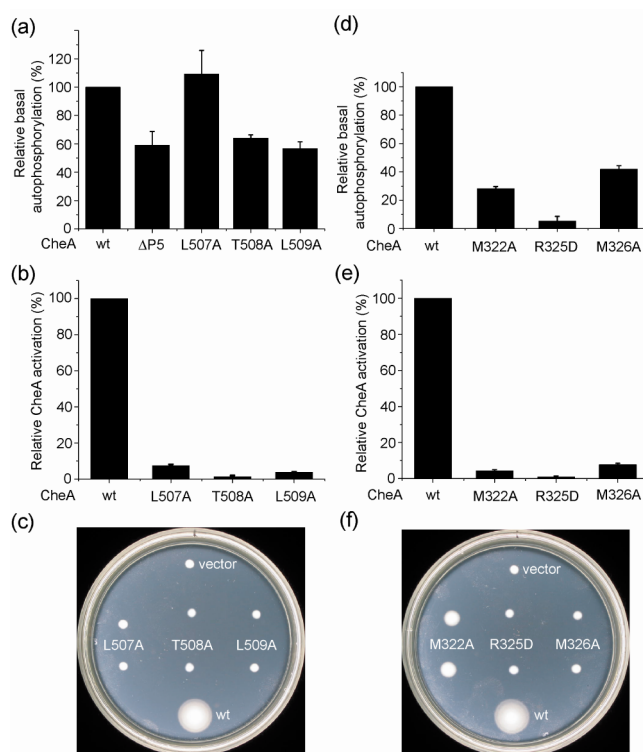 (a)
Relative basal
autophosphorylation (%)
120
100
80
60
40
20
0
CheA wt ΔP5 L507A T508A L509A
(b)
Relative CheA activation (%)
100
80
60
40
20
0
CheA wt L507A T508A L509A
(c)
vector
L507A T508A L509A
wt
(d)
Relative basal
autophosphorylation (%)
120
100
80
60
40
20
0
CheA wt M322A R325D M326A
(e)
Relative CheA activation (%)
100
80
60
40
20
0
CheA wt M322A R325D M326A
(f)
vector
M322A R325D M326A
wt